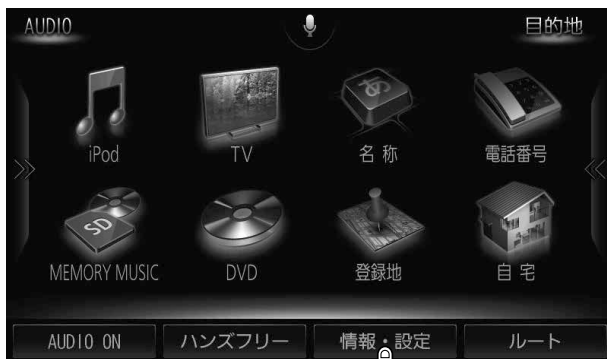 AUDIO
目的地
iPod
TV
名称
電話番号
MEMORY MUSIC
DVD
登録地
自宅
AUDIO ON
ハンズフリー
情報・設定
ルート